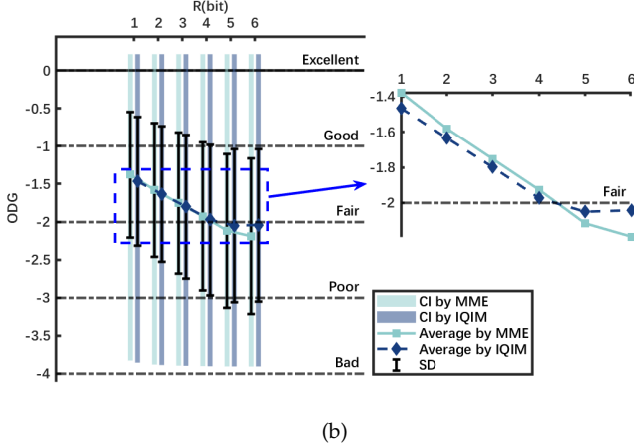 R(bit)
1 2 3 4 5 6
Excellent
0
-0.5
Good
-1
-1.5
Fair
-2
-2.5
Poor
-3
-3.5
Bad
-4
ODG
1 2 3 4 5 6
-1.4
-1.6
-1.8
Fair
-2
CI by MME
CI by IQIM
Average by MME
Average by IQIM
SD
(b)